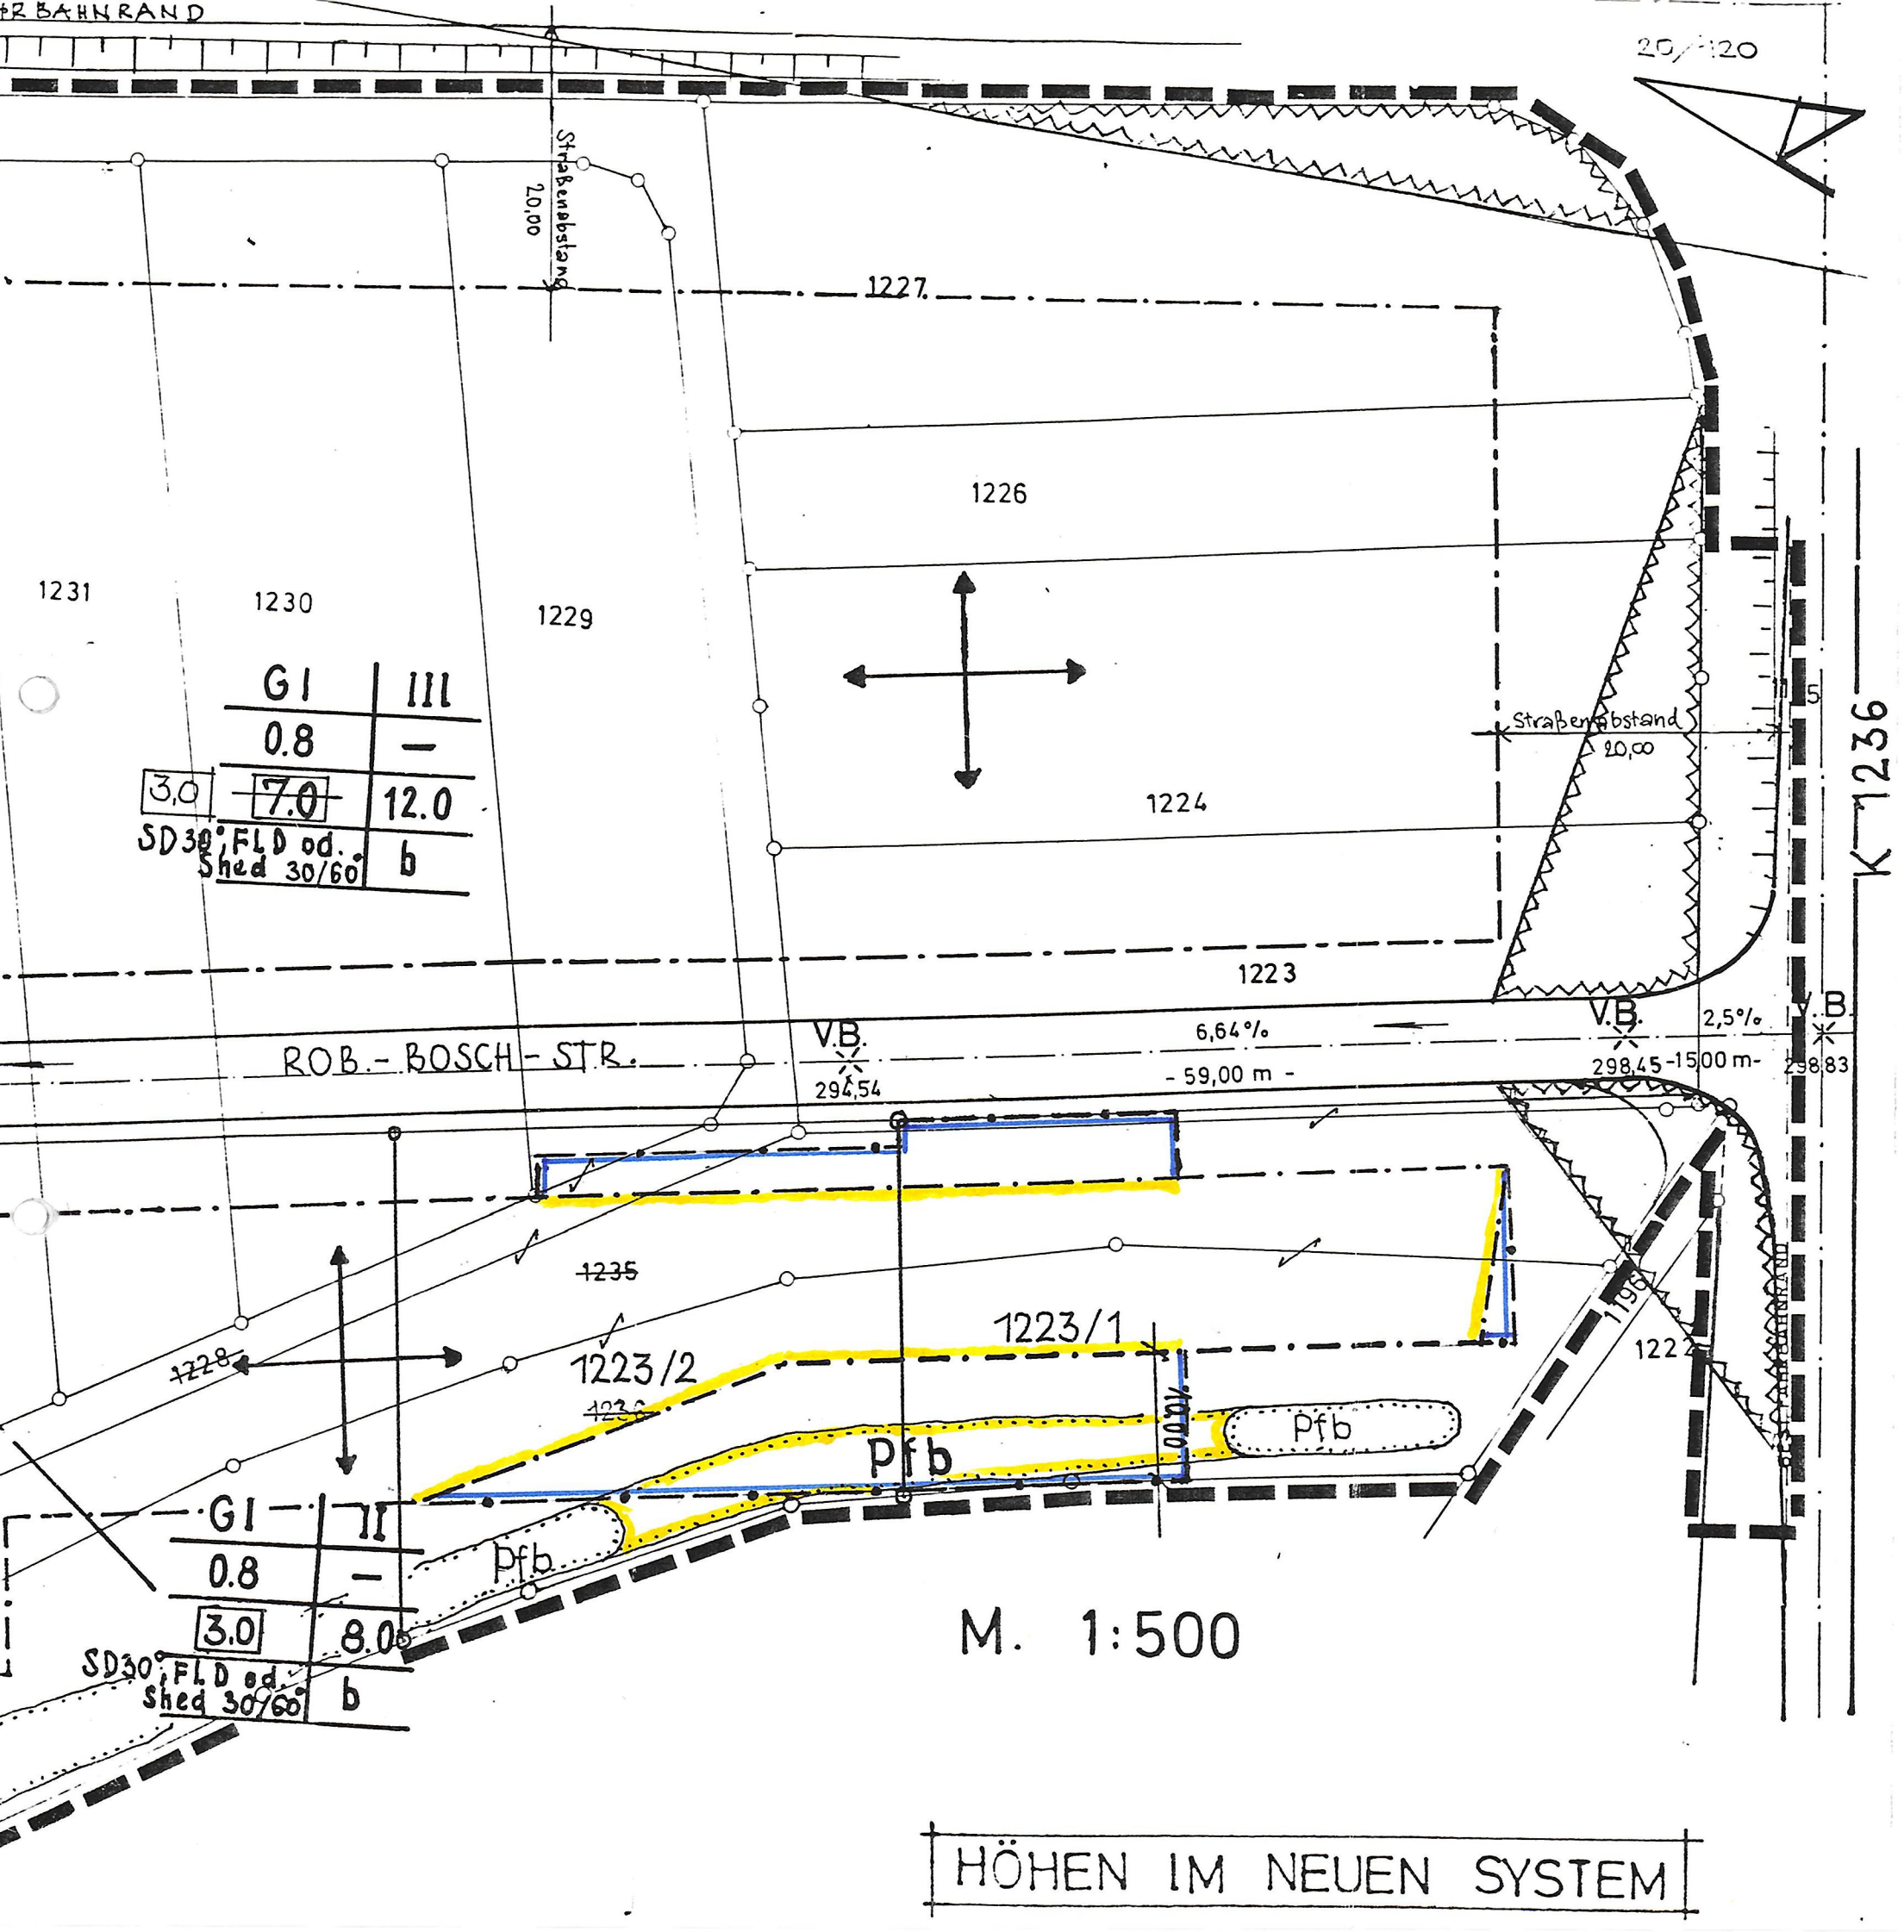 HRBAHNRAND
20/120
Straßenabstand
20,00
1227
1226
1231
1230
1229
GI III
0.8 –
3,0 7.0 12.0
SD30°, FLD od.
Shed 30/60° b
Straßenabstand
20,00
5
K 1236
1224
1223
V.B.
6,64%
V.B.
2,5%
V.B.
ROB.-BOSCH-STR.
294,54
- 59,00 m -
298,45
-1500 m-
298,83
1235
1223/1
1228
1223/2
1196
122
10.00
Pfb
Pfb
GI II
0.8 –
3.0 8.0
SD30°, FLD od.
Shed 30/60° b
Pfb
M. 1:500
HÖHEN IM NEUEN SYSTEM